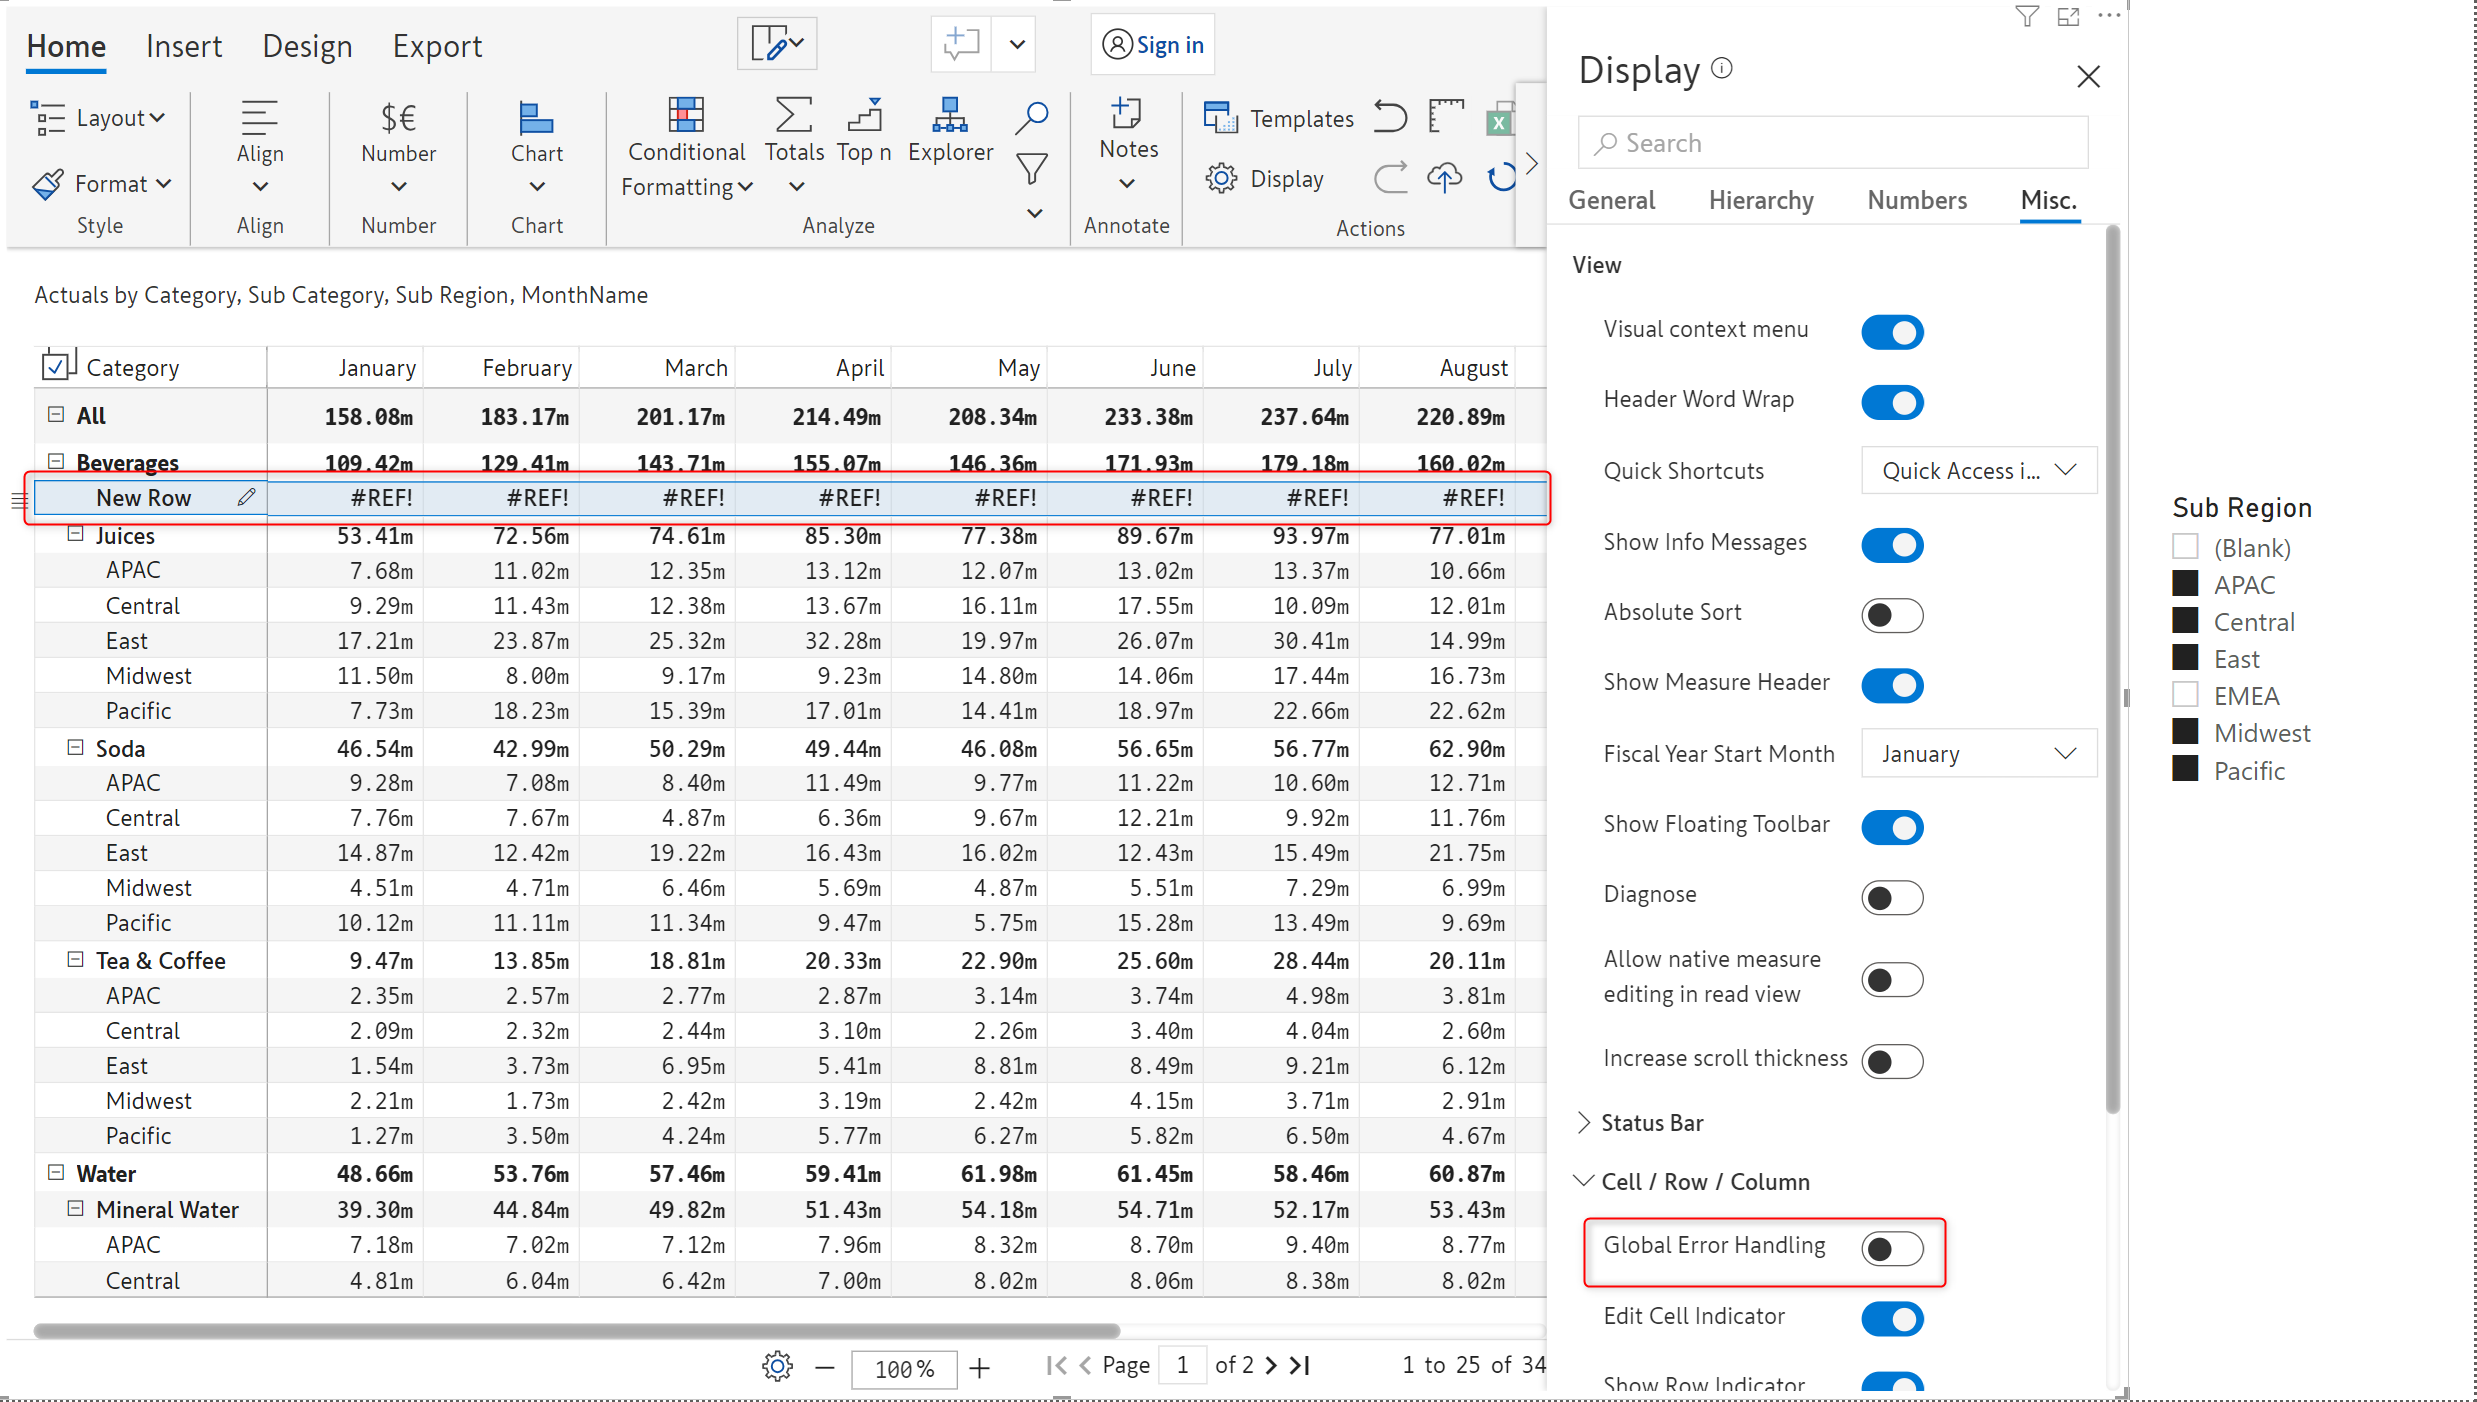 Home Insert Design Export Sign in
Layout Align Number Chart Conditional Formatting Totals Top n Explorer Notes Templates
Format Display
Style Align Number Chart Analyze Annotate Actions
Actuals by Category, Sub Category, Sub Region, MonthName
Category January February March April May June July August
All 158.08m 183.17m 201.17m 214.49m 208.34m 233.38m 237.64m 220.89m
Beverages 109.42m 129.41m 143.71m 155.07m 146.36m 171.93m 179.18m 160.02m
New Row #REF! #REF! #REF! #REF! #REF! #REF! #REF! #REF!
Juices 53.41m 72.56m 74.61m 85.30m 77.38m 89.67m 93.97m 77.01m
APAC 7.68m 11.02m 12.35m 13.12m 12.07m 13.02m 13.37m 10.66m
Central 9.29m 11.43m 12.38m 13.67m 16.11m 17.55m 10.09m 12.01m
East 17.21m 23.87m 25.32m 32.28m 19.97m 26.07m 30.41m 14.99m
Midwest 11.50m 8.00m 9.17m 9.23m 14.80m 14.06m 17.44m 16.73m
Pacific 7.73m 18.23m 15.39m 17.01m 14.41m 18.97m 22.66m 22.62m
Soda 46.54m 42.99m 50.29m 49.44m 46.08m 56.65m 56.77m 62.90m
APAC 9.28m 7.08m 8.40m 11.49m 9.77m 11.22m 10.60m 12.71m
Central 7.76m 7.67m 4.87m 6.36m 9.67m 12.21m 9.92m 11.76m
East 14.87m 12.42m 19.22m 16.43m 16.02m 12.43m 15.49m 21.75m
Midwest 4.51m 4.71m 6.46m 5.69m 4.87m 5.51m 7.29m 6.99m
Pacific 10.12m 11.11m 11.34m 9.47m 5.75m 15.28m 13.49m 9.69m
Tea & Coffee 9.47m 13.85m 18.81m 20.33m 22.90m 25.60m 28.44m 20.11m
APAC 2.35m 2.57m 2.77m 2.87m 3.14m 3.74m 4.98m 3.81m
Central 2.09m 2.32m 2.44m 3.10m 2.26m 3.40m 4.04m 2.60m
East 1.54m 3.73m 6.95m 5.41m 8.81m 8.49m 9.21m 6.12m
Midwest 2.21m 1.73m 2.42m 3.19m 2.42m 4.15m 3.71m 2.91m
Pacific 1.27m 3.50m 4.24m 5.77m 6.27m 5.82m 6.50m 4.67m
Water 48.66m 53.76m 57.46m 59.41m 61.98m 61.45m 58.46m 60.87m
Mineral Water 39.30m 44.84m 49.82m 51.43m 54.18m 54.71m 52.17m 53.43m
APAC 7.18m 7.02m 7.12m 7.96m 8.32m 8.70m 9.40m 8.77m
Central 4.81m 6.04m 6.42m 7.00m 8.02m 8.06m 8.38m 8.02m
100% Page 1 of 2 1 to 25 of 34
Display
Search
General Hierarchy Numbers Misc.
View
Visual context menu
Header Word Wrap
Quick Shortcuts Quick Access i...
Show Info Messages
Absolute Sort
Show Measure Header
Fiscal Year Start Month January
Show Floating Toolbar
Diagnose
Allow native measure
editing in read view
Increase scroll thickness
Status Bar
Cell / Row / Column
Global Error Handling
Edit Cell Indicator
Show Row Indicator
Sub Region
(Blank)
APAC
Central
East
EMEA
Midwest
Pacific